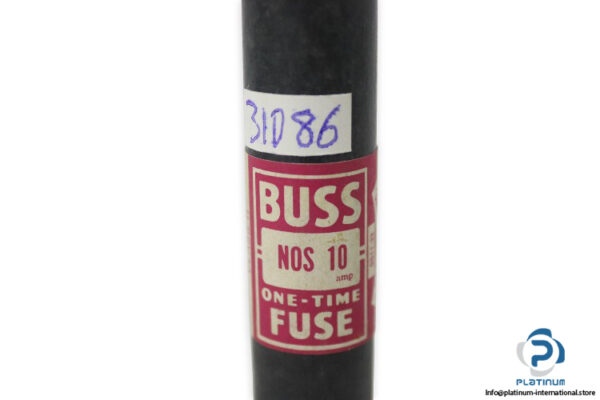 31D86
BUSS
NOS 10
amp
ONE-TIME
FUSE
PLATINUM
Info@platinum-international.store